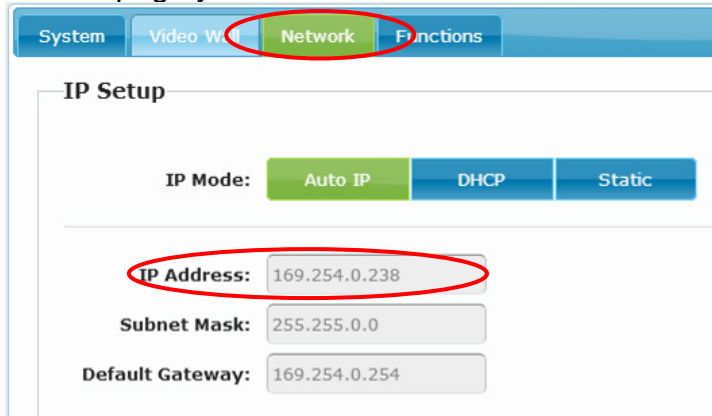 System Video Wall Network Functions
IP Setup
IP Mode: Auto IP DHCP Static
IP Address: 169.254.0.238
Subnet Mask: 255.255.0.0
Default Gateway: 169.254.0.254